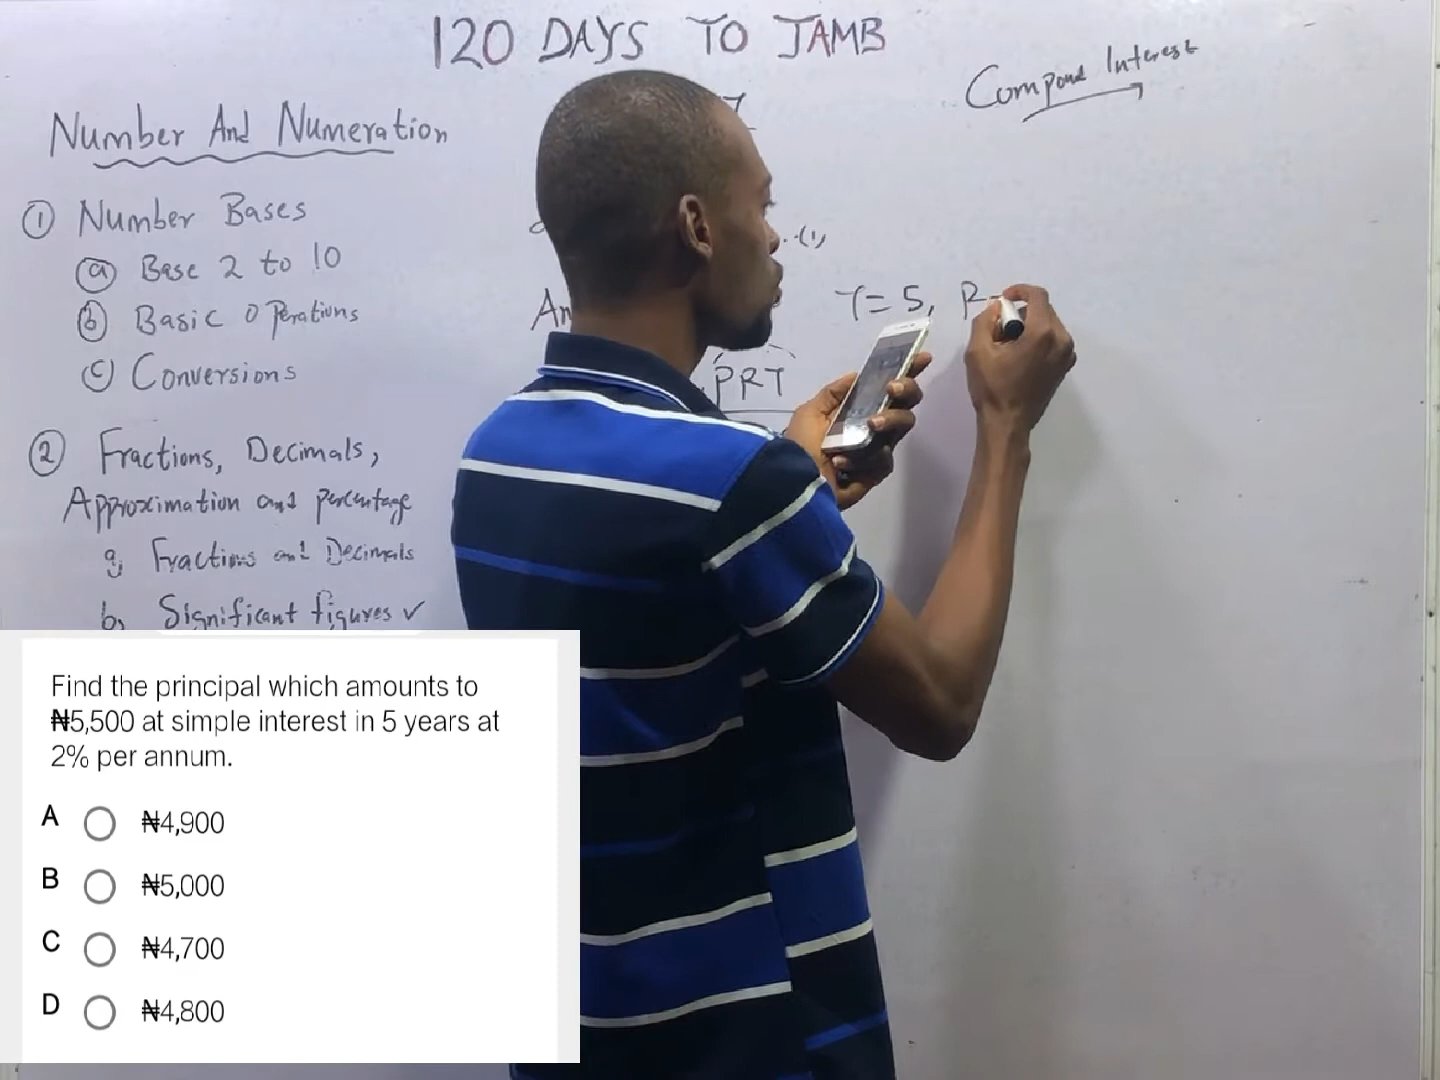 120 DAYS TO JAMB
Compound Interest
Number And Numeration
① Number Bases
ⓐ Base 2 to 10
ⓑ Basic Operations
ⓒ Conversions
② Fractions, Decimals,
Approximation and percentage
a, Fractions and Decimals
b, Significant figures ✓
..(1)
T = 5, R =
PRT
Find the principal which amounts to
₦5,500 at simple interest in 5 years at
2% per annum.
A ₦4,900
B ₦5,000
C ₦4,700
D ₦4,800